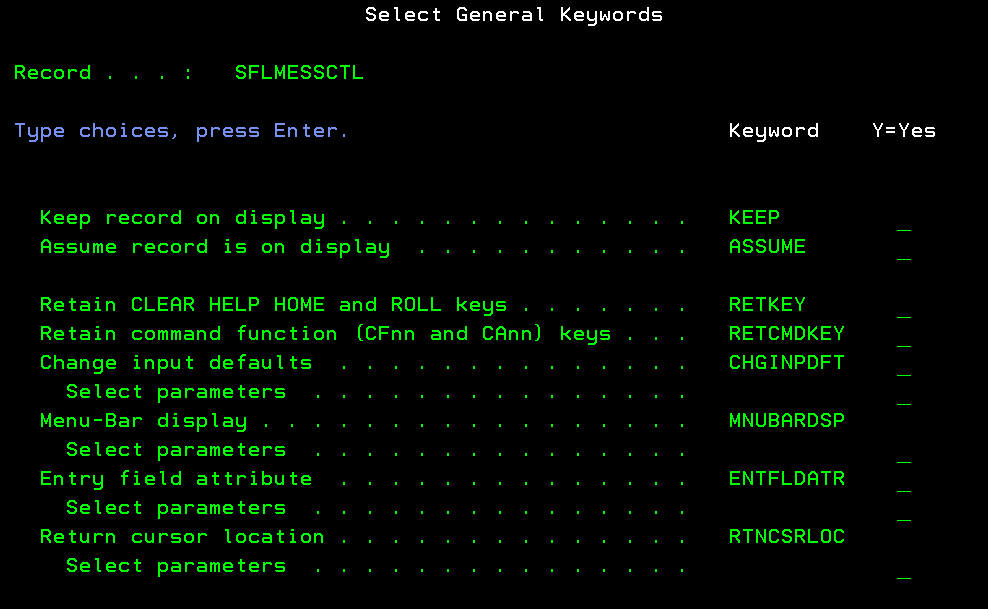 Select General Keywords
Record . . . :   SFLMESSCTL
Type choices, press Enter.   Keyword   Y=Yes
Keep record on display . . . . . . . . . . . . . .   KEEP   _
Assume record is on display  . . . . . . . . . . .   ASSUME   _
Retain CLEAR HELP HOME and ROLL keys . . . . . . .   RETKEY   _
Retain command function (CFnn and CAnn) keys . . .   RETCMDKEY   _
Change input defaults  . . . . . . . . . . . . . .   CHGINPDFT   _
Select parameters  . . . . . . . . . . . . . . .   _
Menu-Bar display . . . . . . . . . . . . . . . . .   MNUBARDSP
Select parameters  . . . . . . . . . . . . . . .   _
Entry field attribute  . . . . . . . . . . . . . .   ENTFLDATR   _
Select parameters  . . . . . . . . . . . . . . .   _
Return cursor location . . . . . . . . . . . . . .   RTNCSRLOC
Select parameters  . . . . . . . . . . . . . . .   _